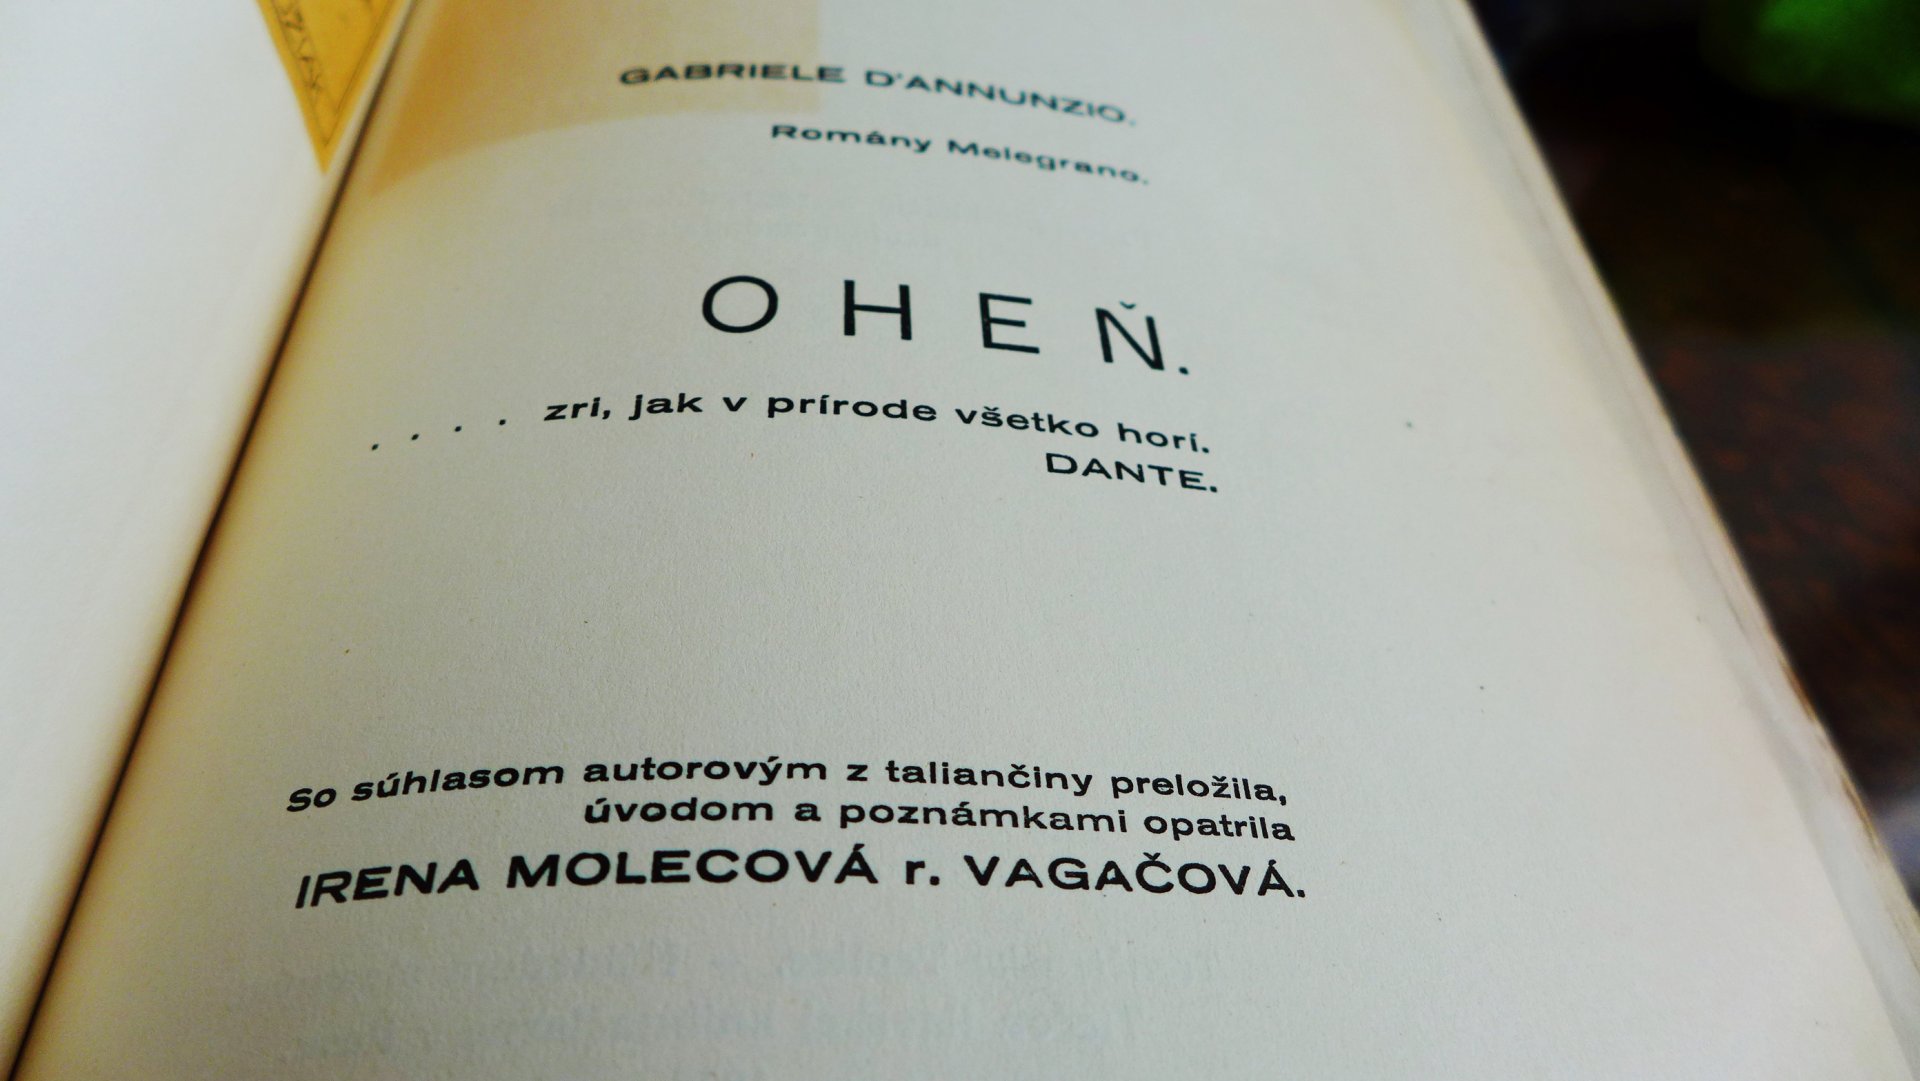 GABRIELE D'ANNUNZIO.
Romány Melegrano.
OHEŇ.
. . . . zri, jak v prírode všetko horí.
DANTE.
So súhlasom autorovým z taliančiny preložila,
úvodom a poznámkami opatrila
IRENA MOLECOVÁ r. VAGAČOVÁ.